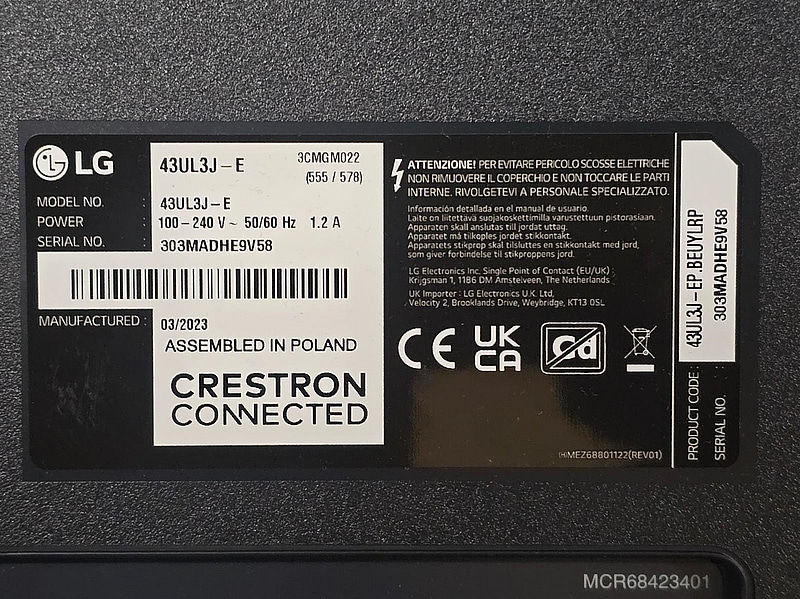 LG
43UL3J-E
3CMGM022
(555 / 578)
MODEL NO. : 43UL3J-E
POWER : 100-240 V ~ 50/60 Hz 1.2 A
SERIAL NO. : 303MADHE9V58
MANUFACTURED : 03/2023
ASSEMBLED IN POLAND
CRESTRON
CONNECTED
ATTENZIONE! PER EVITARE PERICOLO SCOSSE ELETTRICHE
NON RIMUOVERE IL COPERCHIO E NON TOCCARE LE PARTI
INTERNE. RIVOLGETEVI A PERSONALE SPECIALIZZATO.
Información detallada en el manual de usuario.
Laite on liitettävä suojakoskettimilla varustettuun pistorasiaan.
Apparaten skall anslutas till jordat uttag.
Apparatet må tilkoples jordet stikkontakt.
Apparatets stikprop skal tilsluttes en stikkontakt med jord,
som giver forbindelse til stikproppens jord.
LG Electronics Inc. Single Point of Contact (EU/UK) :
Krijgsman 1, 1186 DM Amstelveen, The Netherlands
UK Importer : LG Electronics U.K. Ltd,
Velocity 2, Brooklands Drive, Weybridge, KT13 0SL
CE
UK
CA
Cd
(H)MEZ68801122(REV01)
PRODUCT CODE : 43UL3J-EP.BEUYLRP
SERIAL NO. : 303MADHE9V58
MCR68423401